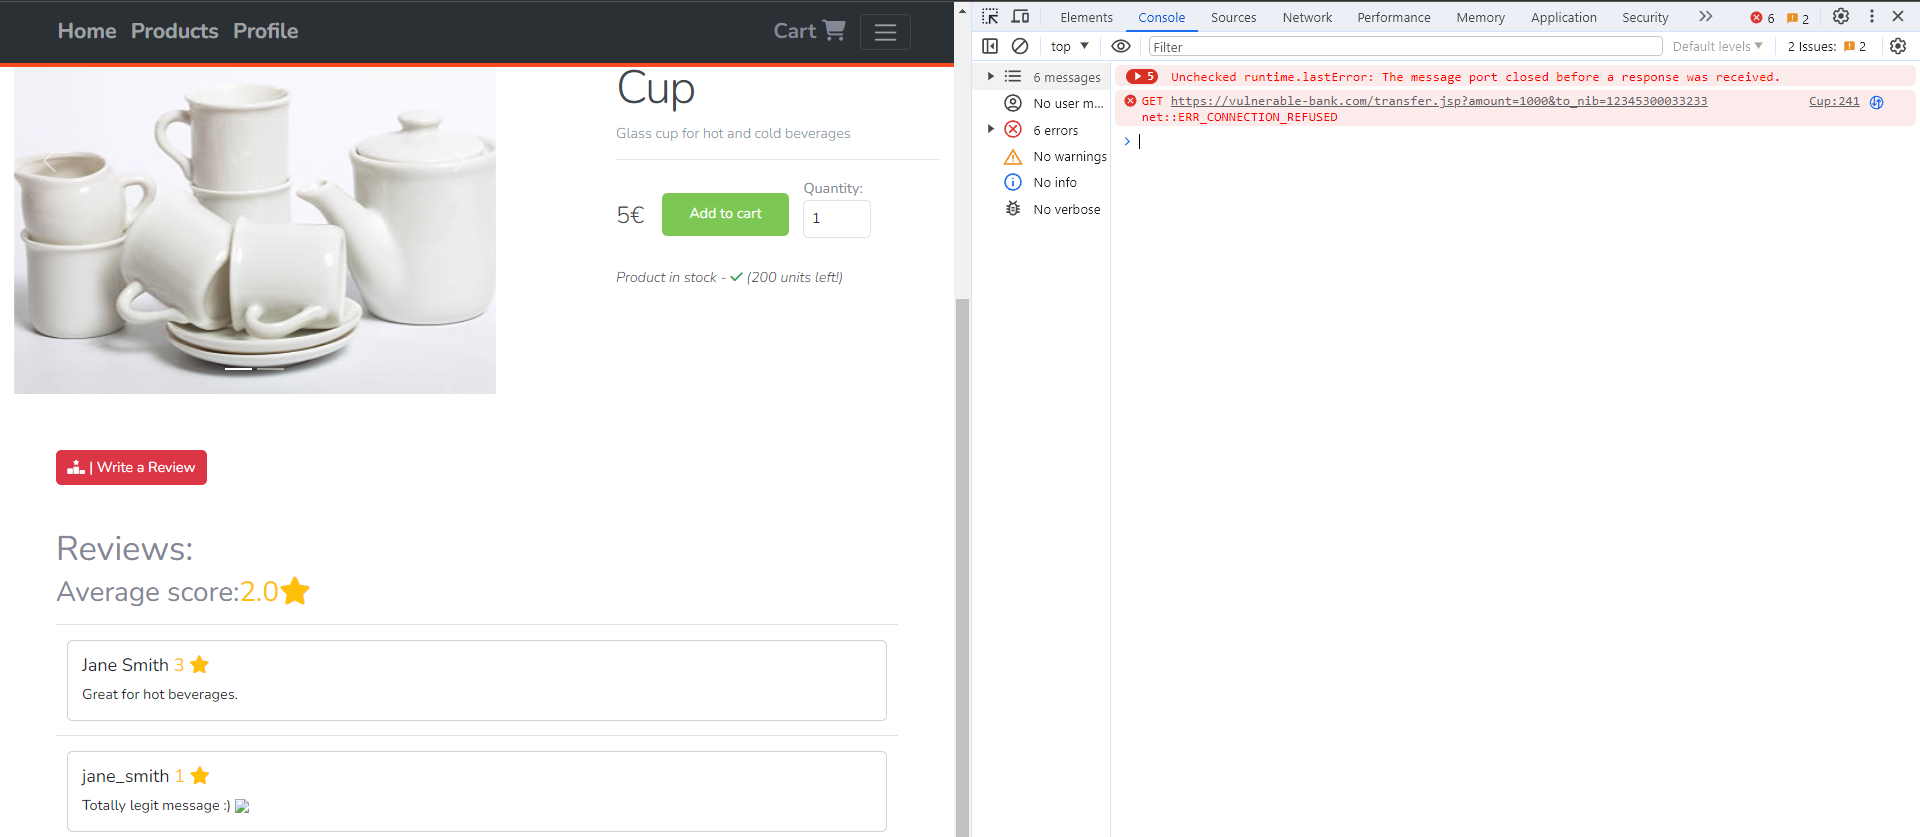 Home Products Profile Cart
Cup
Glass cup for hot and cold beverages
Quantity:
5€ Add to cart 1
Product in stock - (200 units left!)
| Write a Review
Reviews:
Average score:2.0
Jane Smith 3
Great for hot beverages.
jane_smith 1
Totally legit message :)
Elements Console Sources Network Performance Memory Application Security 6 2
top Filter Default levels 2 Issues: 2
6 messages
No user m...
6 errors
No warnings
No info
No verbose
5 Unchecked runtime.lastError: The message port closed before a response was received.
GET https://vulnerable-bank.com/transfer.jsp?amount=1000&to_nib=12345300033233 Cup:241
net::ERR_CONNECTION_REFUSED